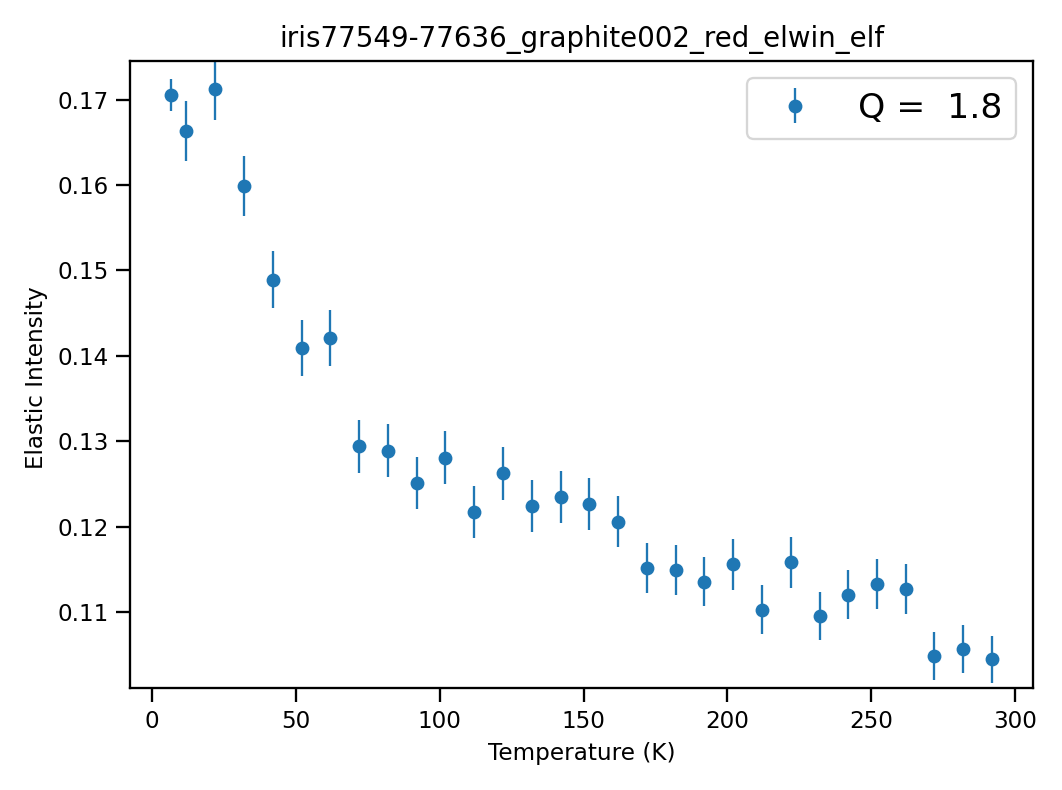 iris77549-77636_graphite002_red_elwin_elf
Q = 1.8
0.17
0.16
0.15
0.14
0.13
0.12
0.11
Elastic Intensity
0 50 100 150 200 250 300
Temperature (K)